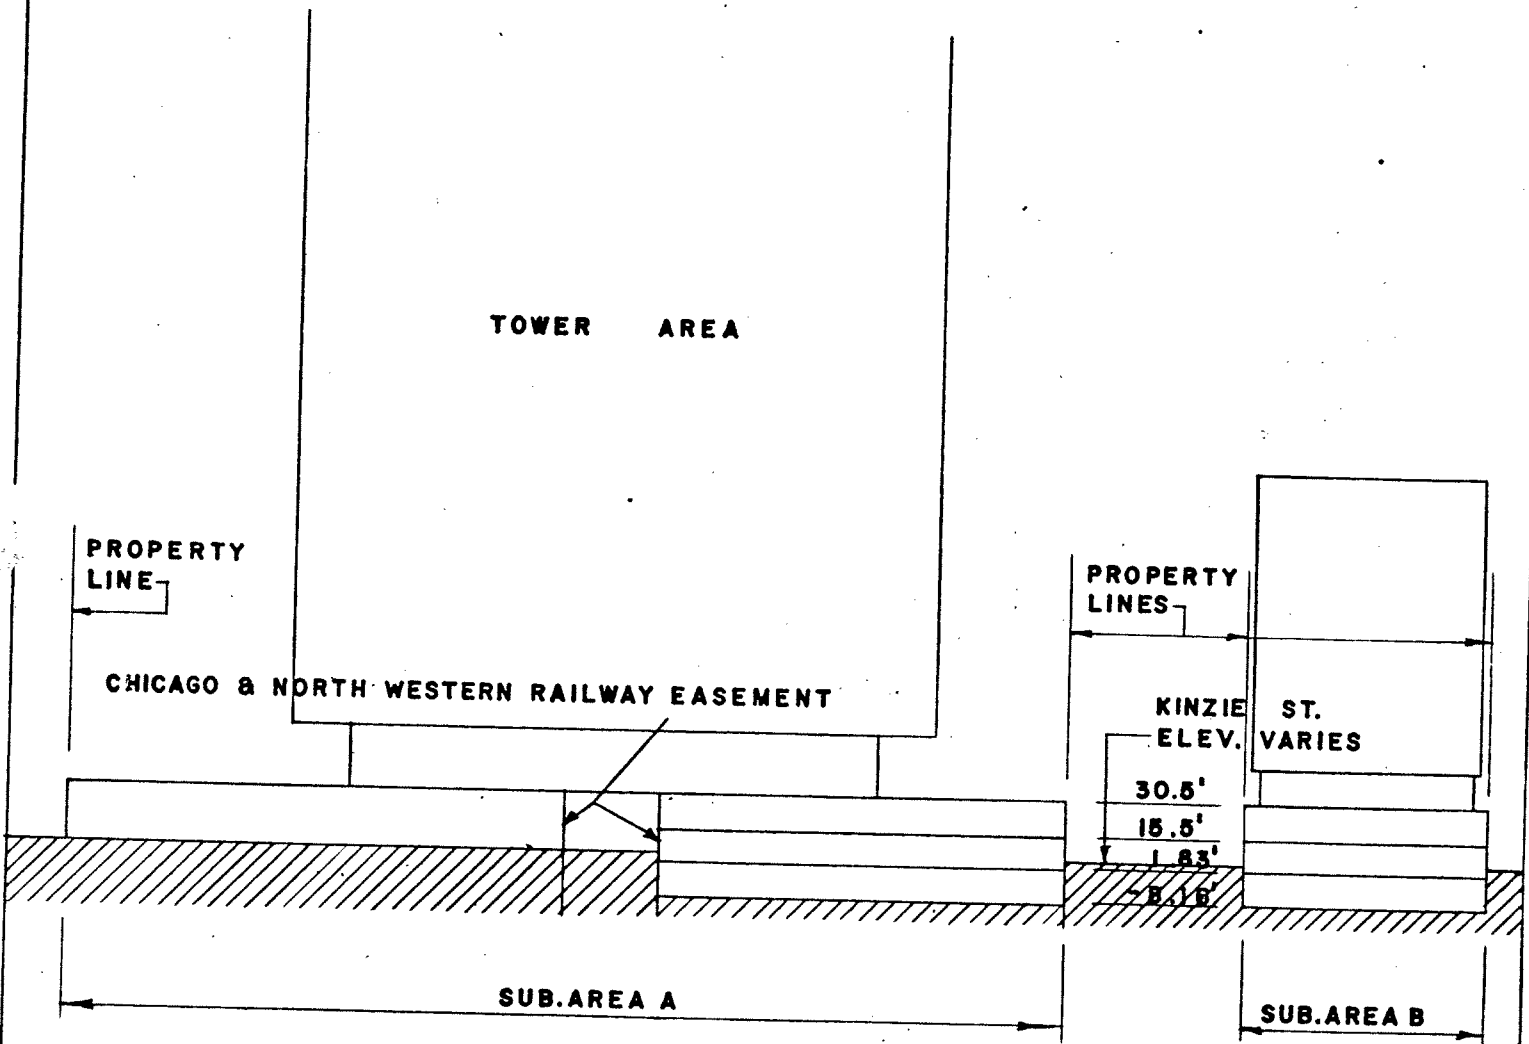 TOWER AREA
PROPERTY
LINE
PROPERTY
LINES
CHICAGO & NORTH WESTERN RAILWAY EASEMENT
KINZIE ST.
ELEV. VARIES
30.5'
15.5'
1.83'
SUB.AREA A
SUB.AREA B